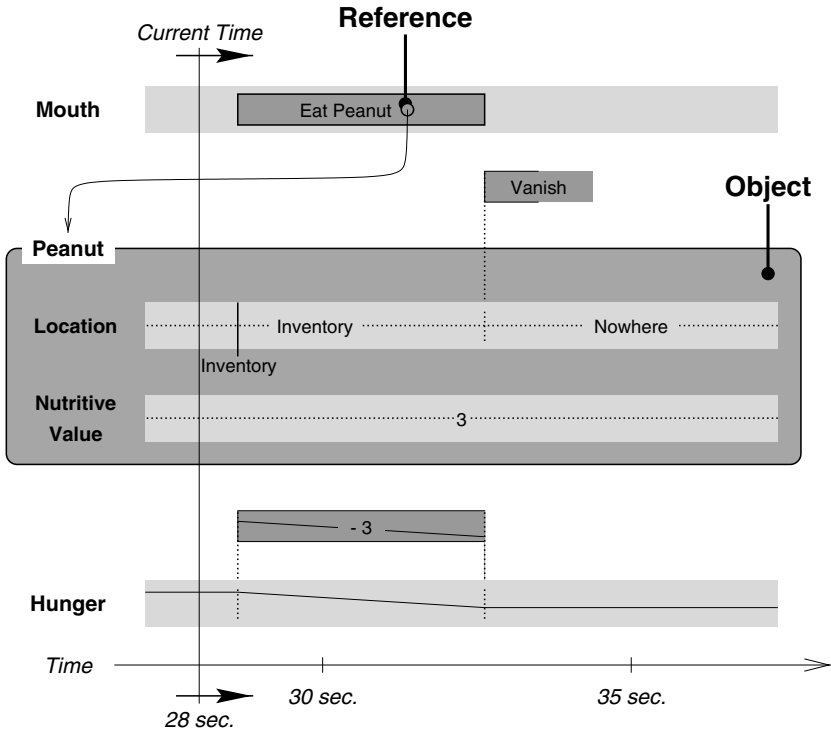 Reference
Current Time
Mouth
Eat Peanut
Vanish
Object
Peanut
Location
Inventory
Nowhere
Inventory
Nutritive
Value
3
- 3
Hunger
Time
30 sec.
35 sec.
28 sec.